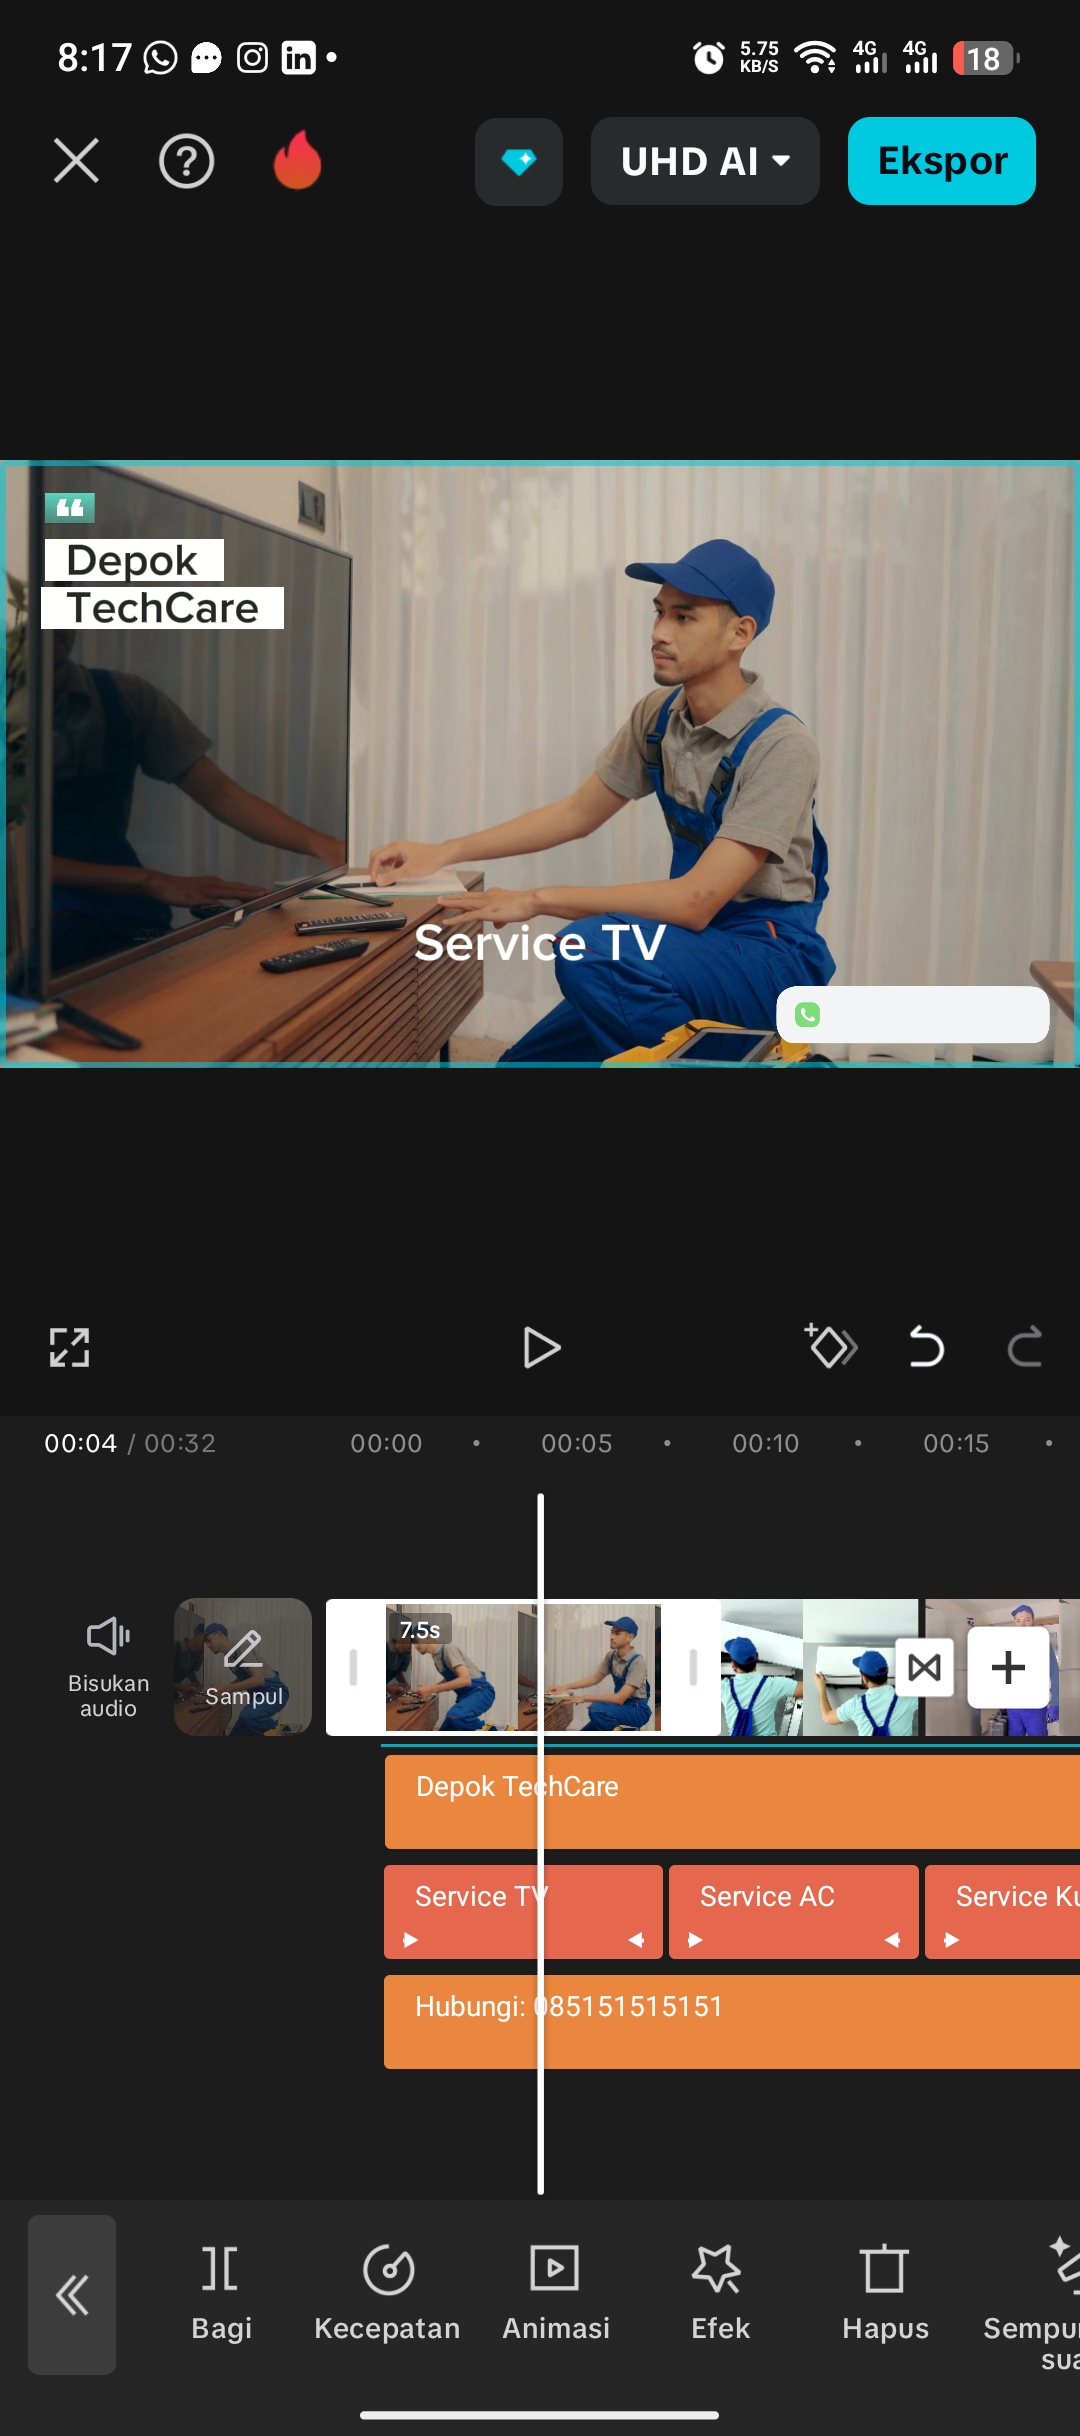 8:17
5.75
KB/S
4G
4G
18
UHD AI
Ekspor
Depok
TechCare
Service TV
00:04 / 00:32
00:00
00:05
00:10
00:15
Bisukan
audio
Sampul
7.5s
Depok TechCare
Service TV
Service AC
Service Ku
Hubungi: 085151515151
Bagi
Kecepatan
Animasi
Efek
Hapus
Sempu
sua